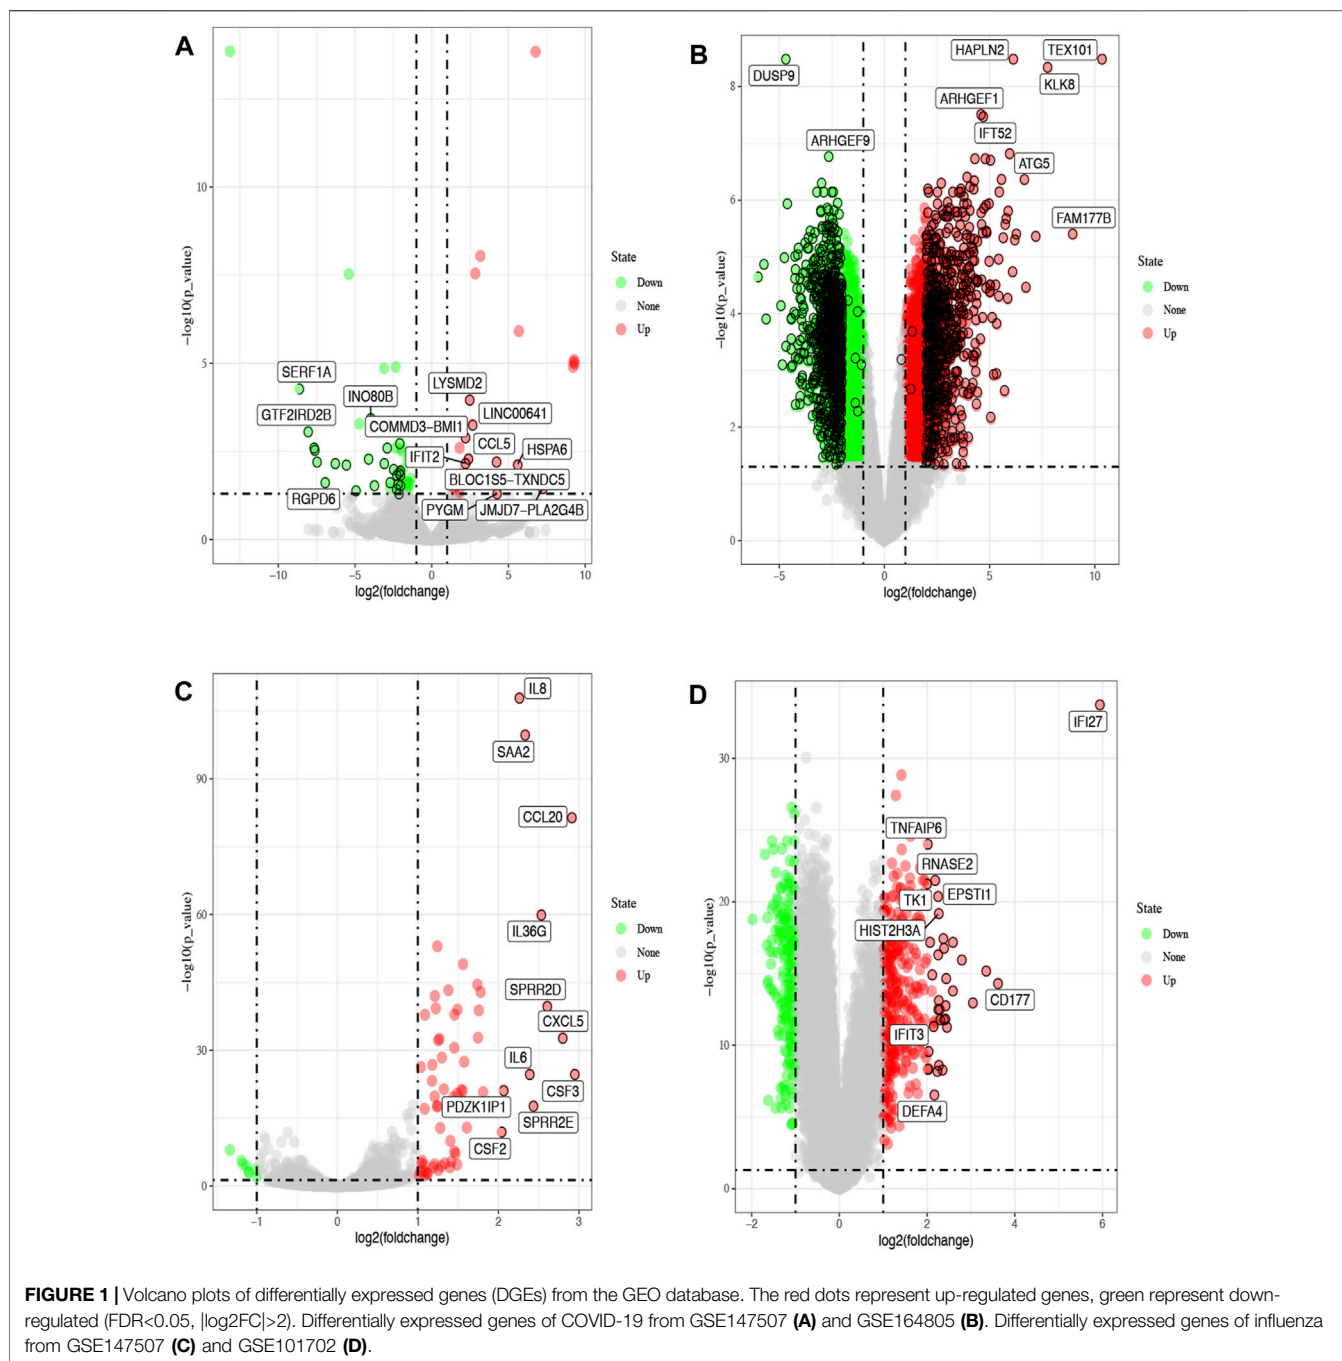 A
10
5
0
−10
−5
0
5
10
−log10(p_value)
log2(foldchange)
SERF1A
GTF2IRD2B
RGPD6
INO80B
COMMD3−BMI1
IFIT2
LYSMD2
LINC00641
CCL5
HSPA6
BLOC1S5−TXNDC5
PYGM
JMJD7−PLA2G4B
State
Down
None
Up
B
8
6
4
2
0
−5
0
5
10
−log10(p_value)
log2(foldchange)
DUSP9
ARHGEF9
HAPLN2
TEX101
KLK8
ARHGEF1
IFT52
ATG5
FAM177B
State
Down
None
Up
C
90
60
30
0
−1
0
1
2
3
−log10(p_value)
log2(foldchange)
IL8
SAA2
CCL20
IL36G
SPRR2D
CXCL5
IL6
CSF3
PDZK1IP1
SPRR2E
CSF2
State
Down
None
Up
D
30
20
10
0
−2
0
2
4
6
−log10(p_value)
log2(foldchange)
IFI27
TNFAIP6
RNASE2
TK1
EPSTI1
HIST2H3A
CD177
IFIT3
DEFA4
State
Down
None
Up
FIGURE 1 | Volcano plots of differentially expressed genes (DGEs) from the GEO database. The red dots represent up-regulated genes, green represent down-
regulated (FDR<0.05, |log2FC|>2). Differentially expressed genes of COVID-19 from GSE147507 (A) and GSE164805 (B). Differentially expressed genes of influenza
from GSE147507 (C) and GSE101702 (D).